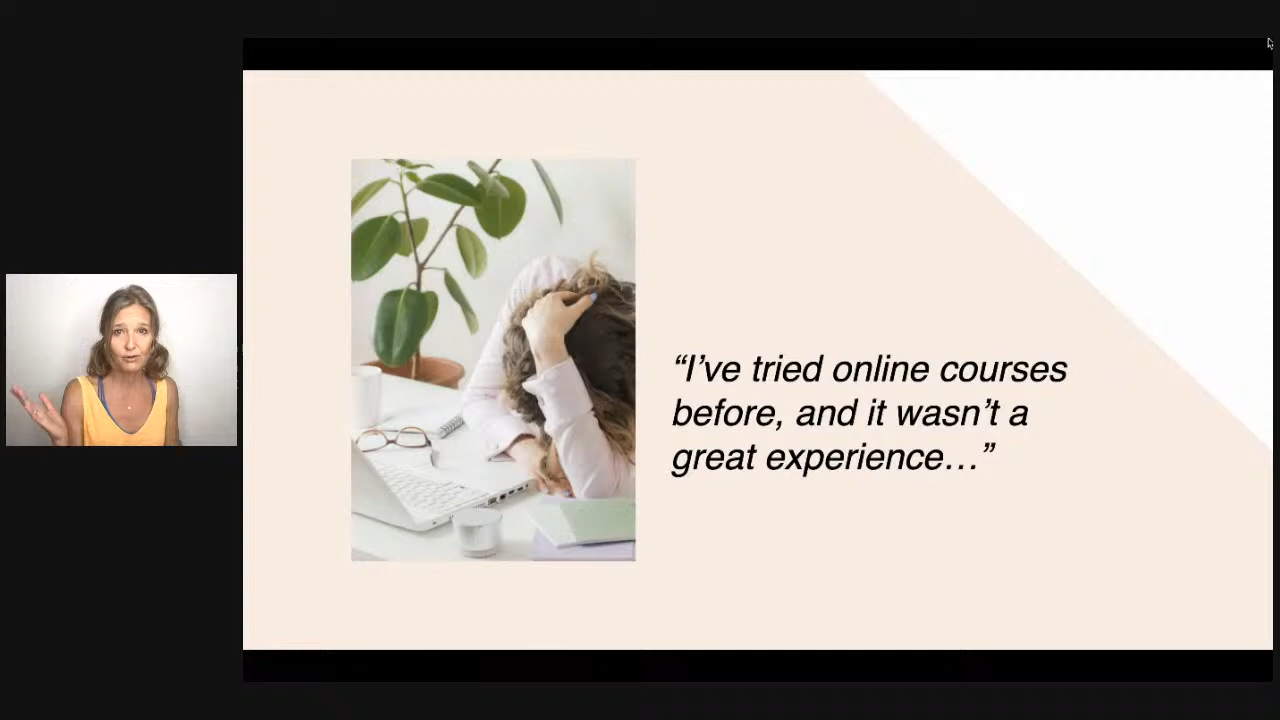 “I’ve tried online courses
before, and it wasn’t a
great experience…”